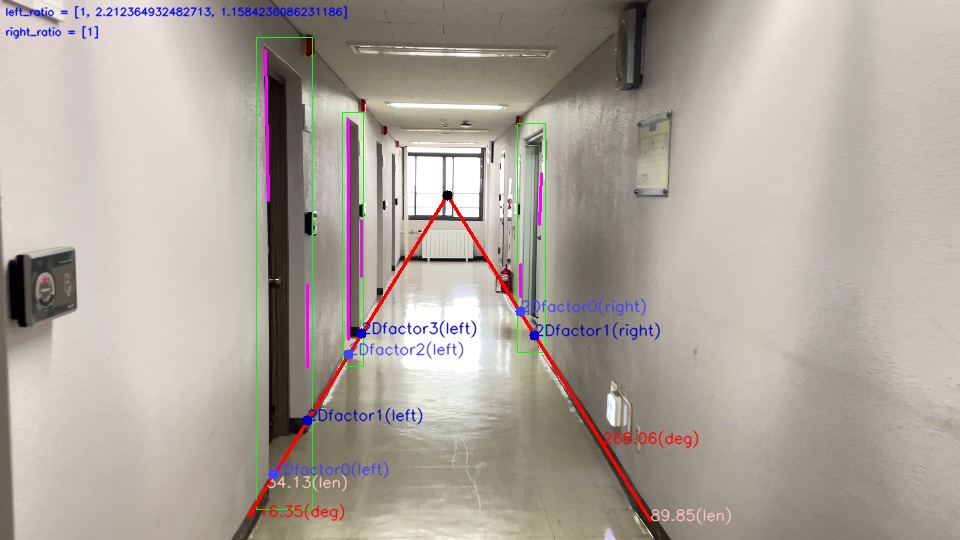 left_ratio = [1, 2.212364932482713, 1.1584236086231186]
right_ratio = [1]
2Dfactor0(right)
2Dfactor3(left)
2Dfactor1(right)
2Dfactor2(left)
2Dfactor1(left)
268.06(deg)
2Dfactor0(left)
54.13(len)
16.35(deg)
89.85(len)